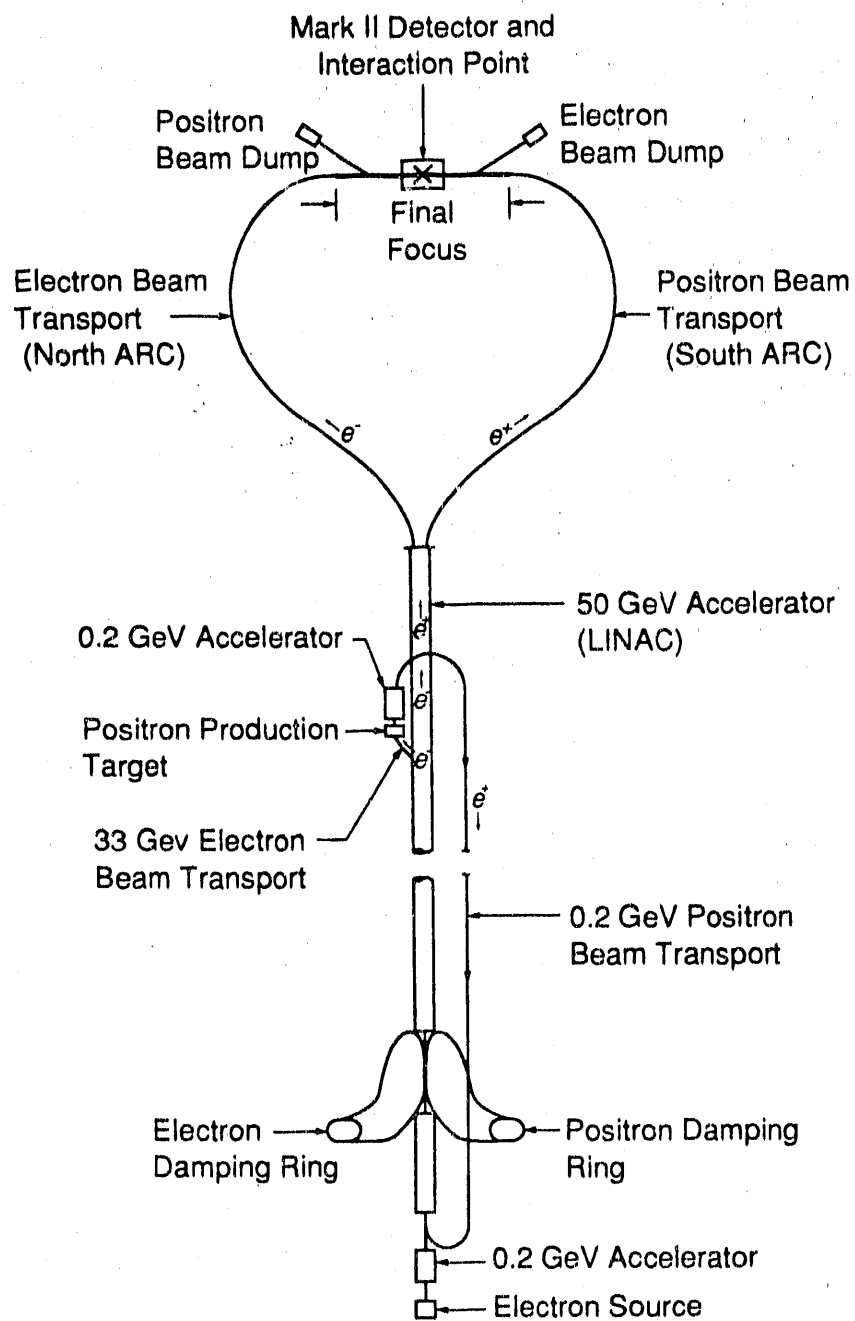 Mark II Detector and
Interaction Point
Positron
Beam Dump
Electron
Beam Dump
Final
Focus
Electron Beam
Transport
(North ARC)
Positron Beam
Transport
(South ARC)
e⁻
e⁺
50 GeV Accelerator
(LINAC)
e⁺
0.2 GeV Accelerator
e⁻
Positron Production
Target
e⁻
e⁺
33 Gev Electron
Beam Transport
0.2 GeV Positron
Beam Transport
Electron
Damping Ring
Positron Damping
Ring
0.2 GeV Accelerator
Electron Source